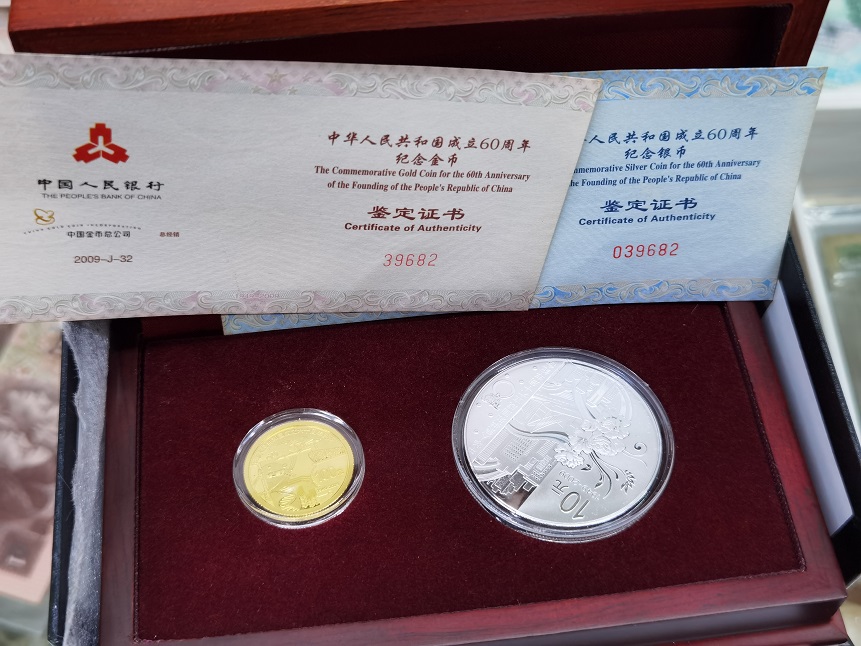 中国人民银行
THE PEOPLE'S BANK OF CHINA
中国金币总公司
总经销
2009-J-32
中华人民共和国成立60周年
纪念金币
The Commemorative Gold Coin for the 60th Anniversary
of the Founding of the People's Republic of China
鉴定证书
Certificate of Authenticity
39682
人民共和国成立60周年
纪念银币
memorative Silver Coin for the 60th Anniversary
he Founding of the People's Republic of China
鉴定证书
Certificate of Authenticity
039682
10元